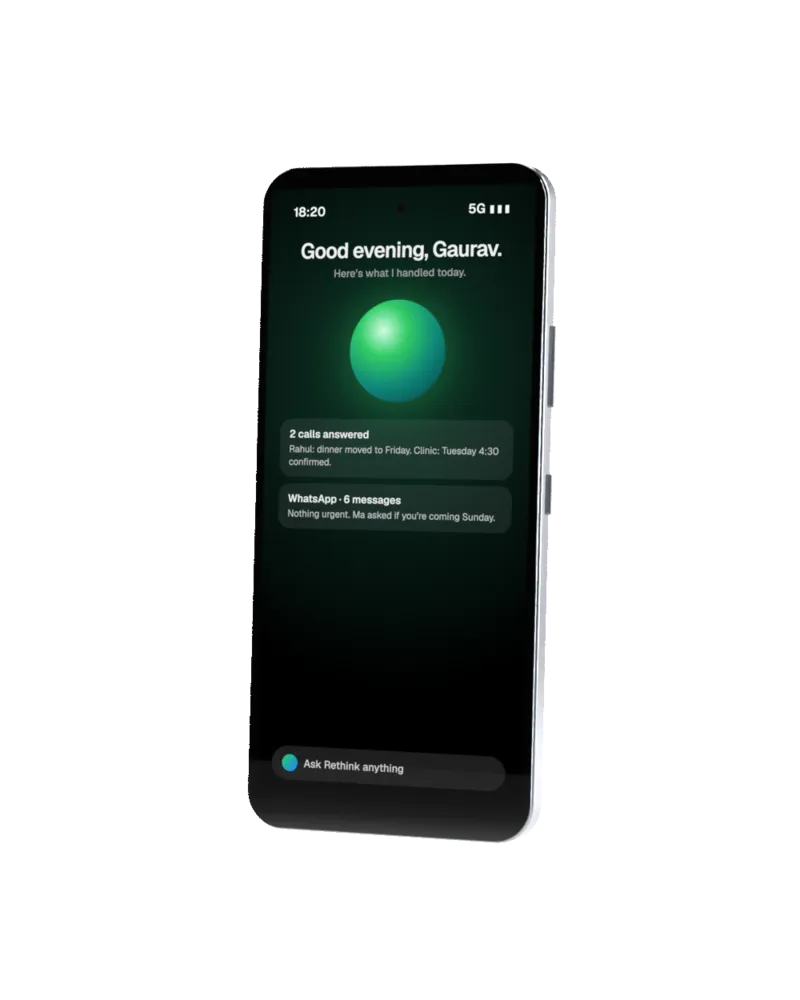 18:20
5G
Good evening, Gaurav.
Here's what I handled today.
2 calls answered
Rahul: dinner moved to Friday. Clinic: Tuesday 4:30
confirmed.
WhatsApp · 6 messages
Nothing urgent. Ma asked if you're coming Sunday.
Ask Rethink anything